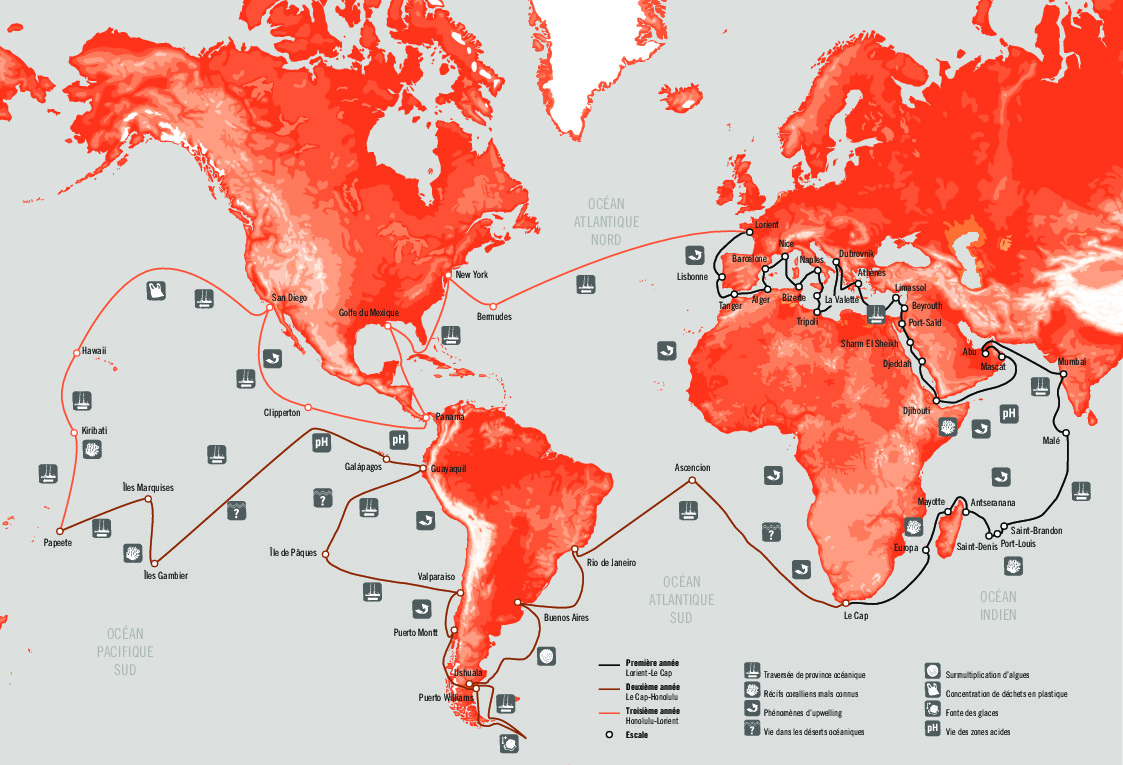 OCÉAN
ATLANTIQUE
NORD
Lorient
Nice
Dubrovnik
Barcelone
Naples
Lisbonne
Athènes
New York
Limassol
San Diego
Tanger
Alger
Bizerte
La Valette
Beyrouth
Golfe du Mexique
Bermudes
Tripoli
Port-Saïd
Sharm El Sheikh
Hawaii
Abu
Mascat
Mumbaï
Djeddah
Clipperton
Panama
Djibouti
pH
Kiribati
pH
pH
Malé
Galápagos
Guayaquil
Ascencion
Îles Marquises
?
Mayotte
Antseranana
?
Saint-Brandon
Papeete
?
Port-Louis
Île de Pâques
Europa
Saint-Denis
Îles Gambier
Rio de Janeiro
Valparaiso
OCÉAN
ATLANTIQUE
SUD
OCÉAN
INDIEN
Le Cap
Buenos Aires
OCÉAN
PACIFIQUE
SUD
Puerto Montt
Ushuaïa
Puerto Williams
Première année
Lorient-Le Cap
Deuxième année
Le Cap-Honolulu
Troisième année
Honolulu-Lorient
Escale
Traversée de province océanique
Récifs coralliens mals connus
Phénomènes d'upwelling
? Vie dans les déserts océaniques
Surmultiplication d'algues
Concentration de déchets en plastique
Fonte des glaces
pH Vie des zones acides